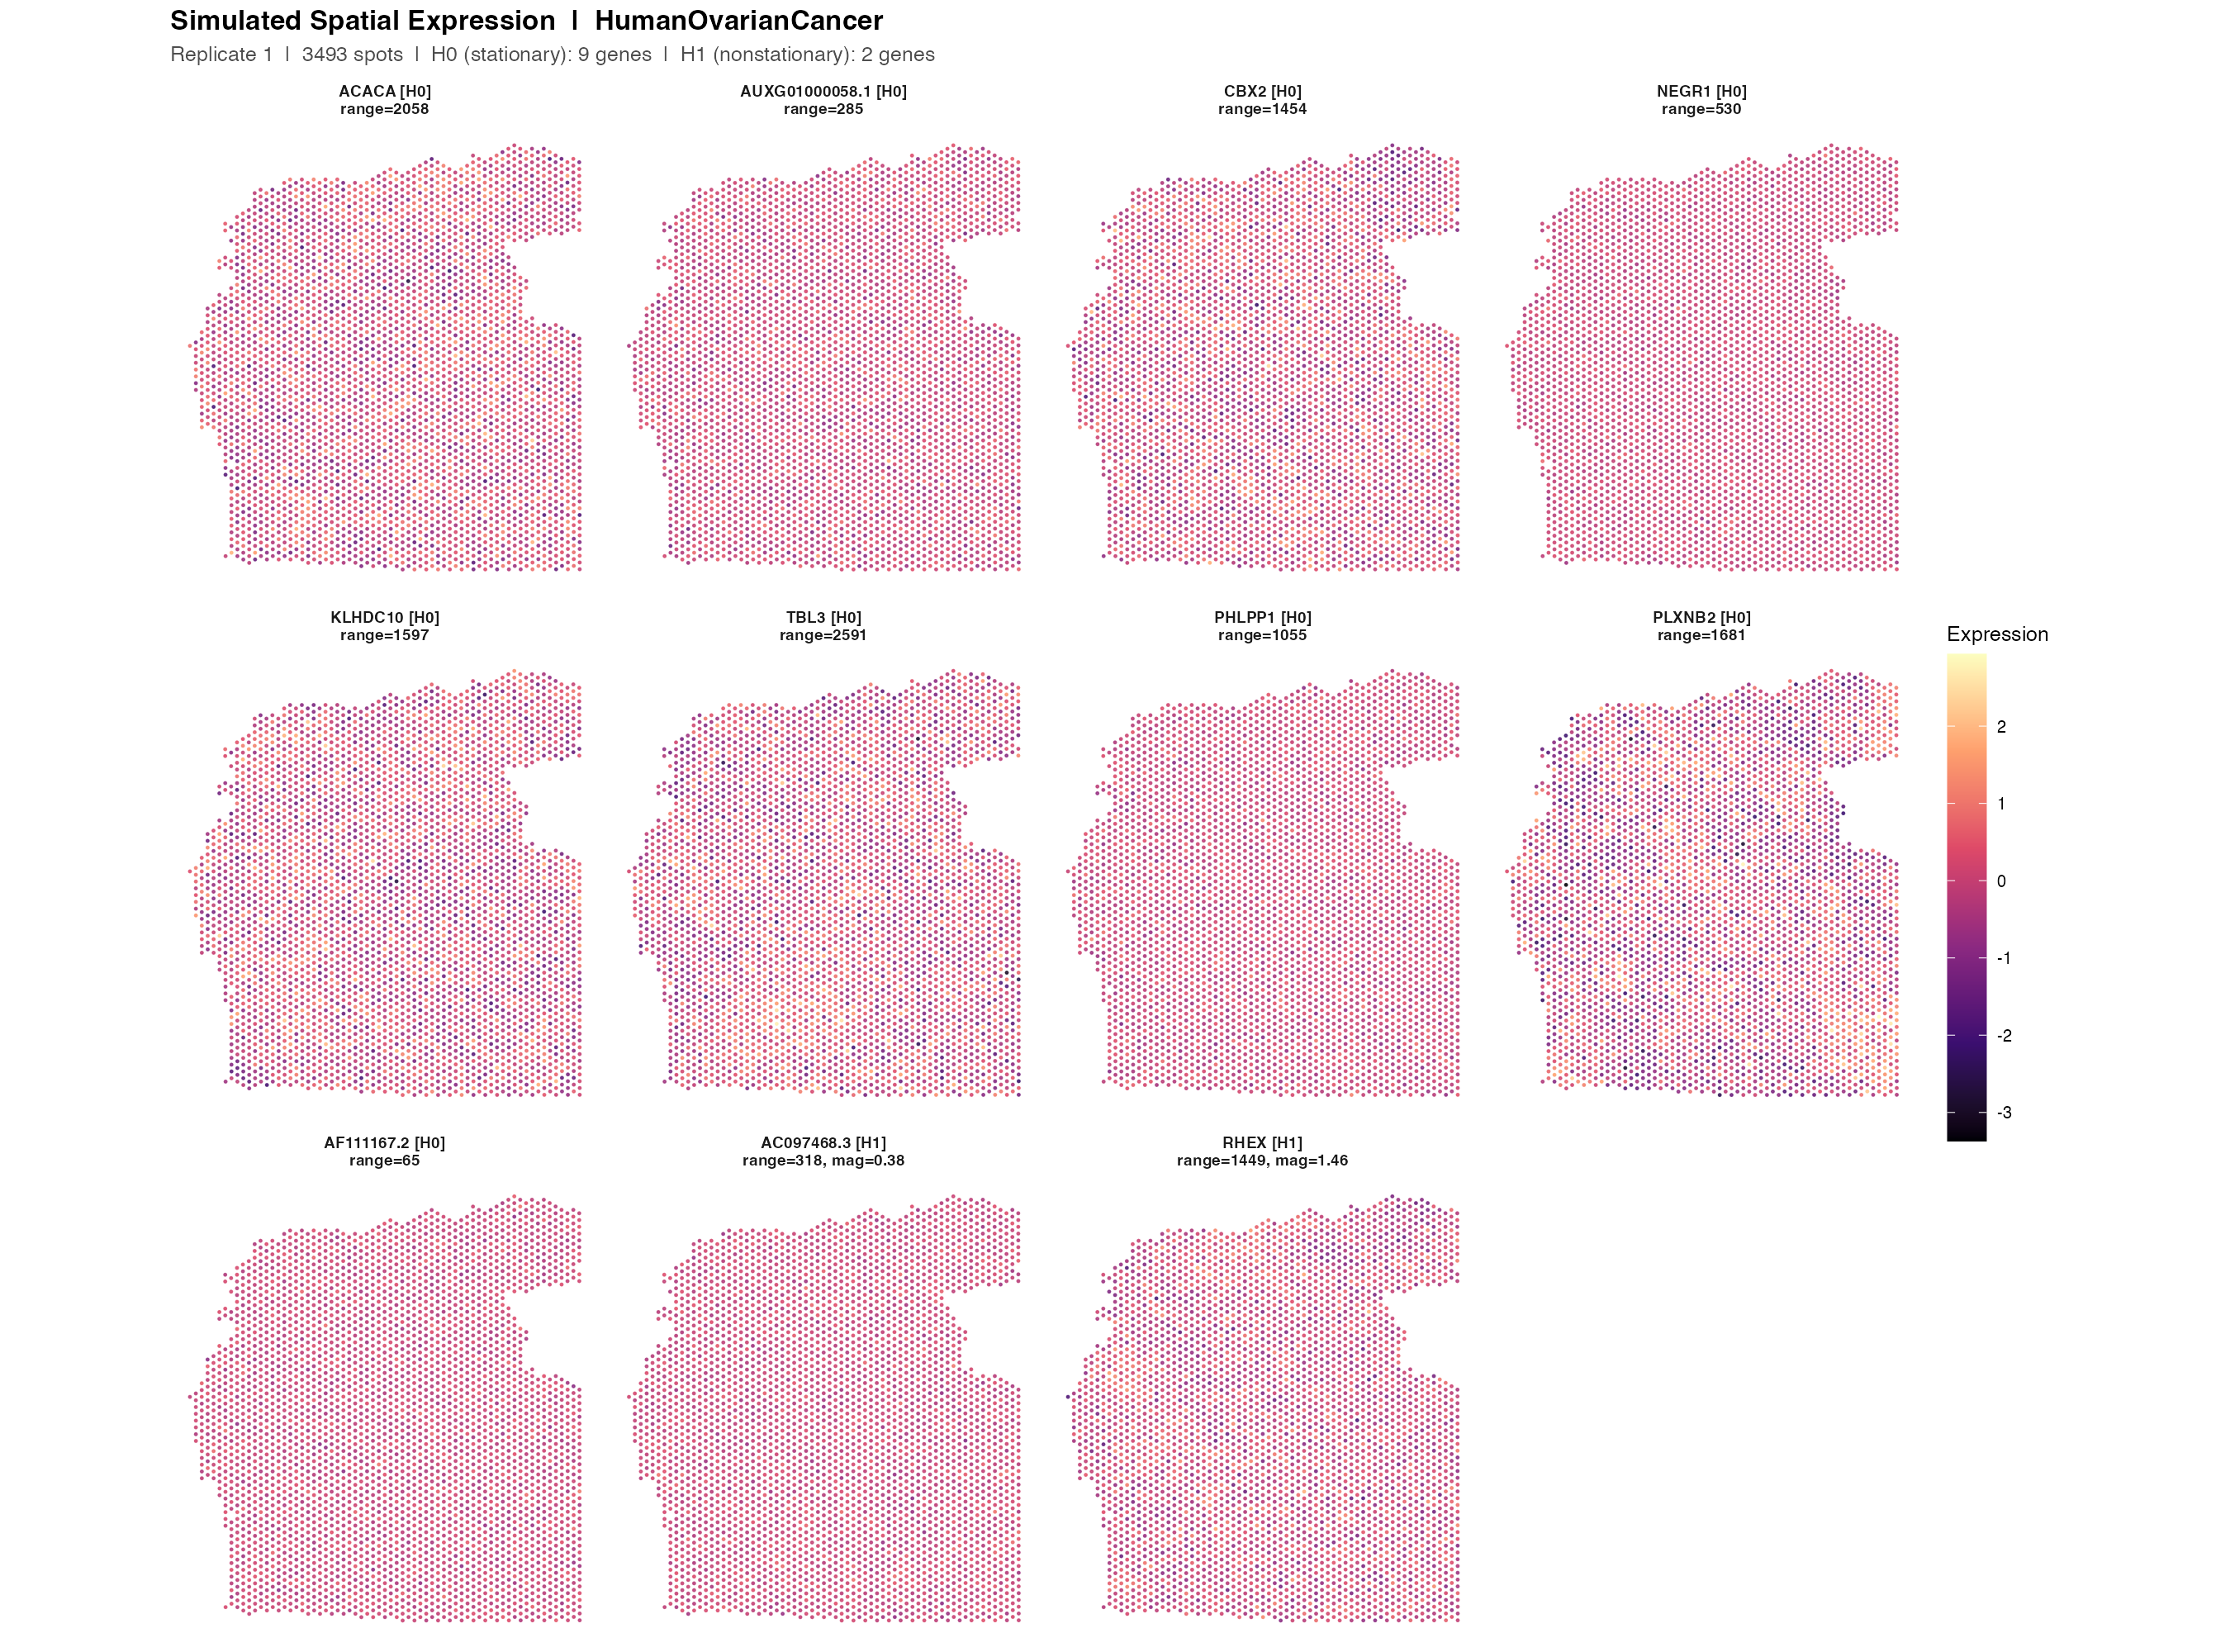 Simulated Spatial Expression | HumanOvarianCancer
Replicate 1 | 3493 spots | H0 (stationary): 9 genes | H1 (nonstationary): 2 genes
ACACA [H0]
range=2058
AUXG01000058.1 [H0]
range=285
CBX2 [H0]
range=1454
NEGR1 [H0]
range=530
KLHDC10 [H0]
range=1597
TBL3 [H0]
range=2591
PHLPP1 [H0]
range=1055
PLXNB2 [H0]
range=1681
Expression
2
1
0
-1
-2
-3
AF111167.2 [H0]
range=65
AC097468.3 [H1]
range=318, mag=0.38
RHEX [H1]
range=1449, mag=1.46